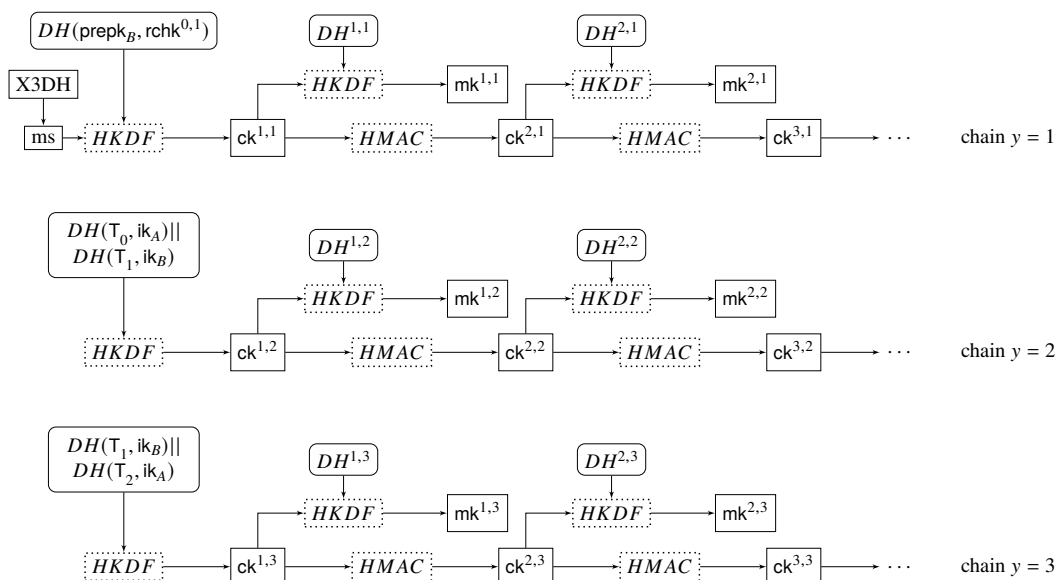 DH(prepk_B, rchk^{0,1})
DH^{1,1}
DH^{2,1}
X3DH
HKDF
mk^{1,1}
HKDF
mk^{2,1}
ms
HKDF
ck^{1,1}
HMAC
ck^{2,1}
HMAC
ck^{3,1}
···
chain y = 1
DH(T_0, ik_A)||
DH(T_1, ik_B)
DH^{1,2}
DH^{2,2}
HKDF
mk^{1,2}
HKDF
mk^{2,2}
HKDF
ck^{1,2}
HMAC
ck^{2,2}
HMAC
ck^{3,2}
···
chain y = 2
DH(T_1, ik_B)||
DH(T_2, ik_A)
DH^{1,3}
DH^{2,3}
HKDF
mk^{1,3}
HKDF
mk^{2,3}
HKDF
ck^{1,3}
HMAC
ck^{2,3}
HMAC
ck^{3,3}
···
chain y = 3